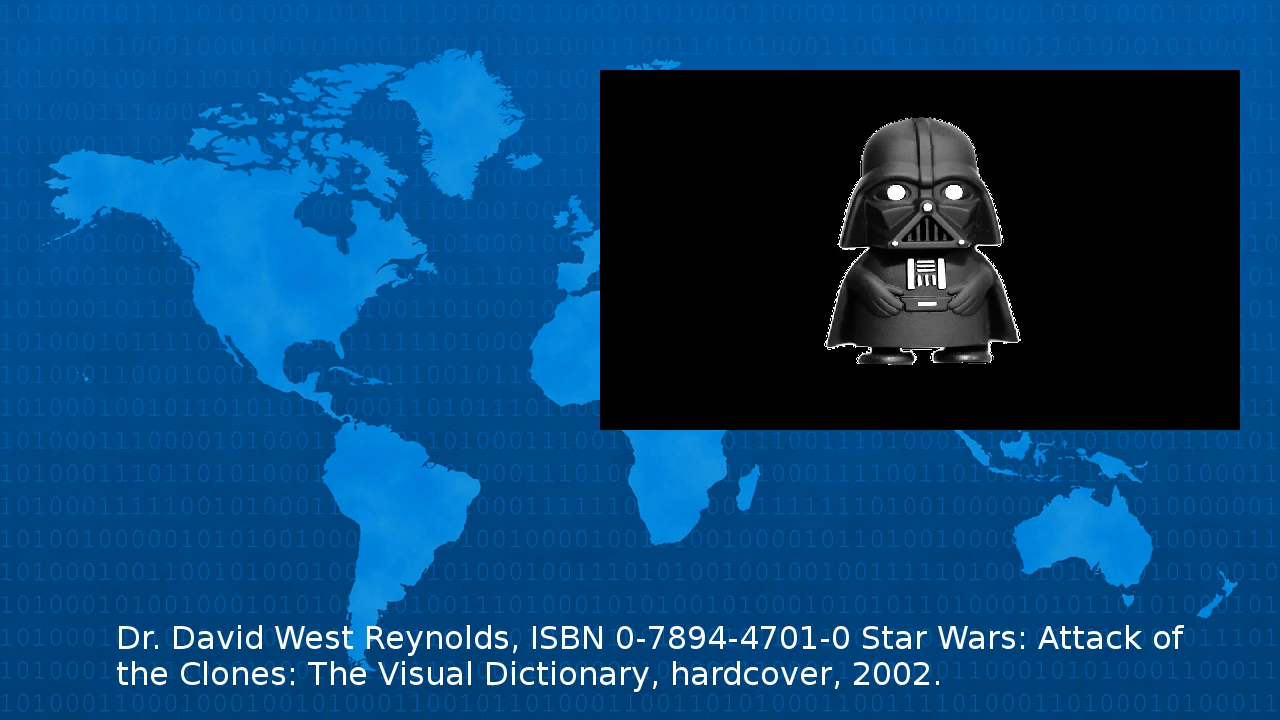 Dr. David West Reynolds, ISBN 0-7894-4701-0 Star Wars: Attack of
the Clones: The Visual Dictionary, hardcover, 2002.